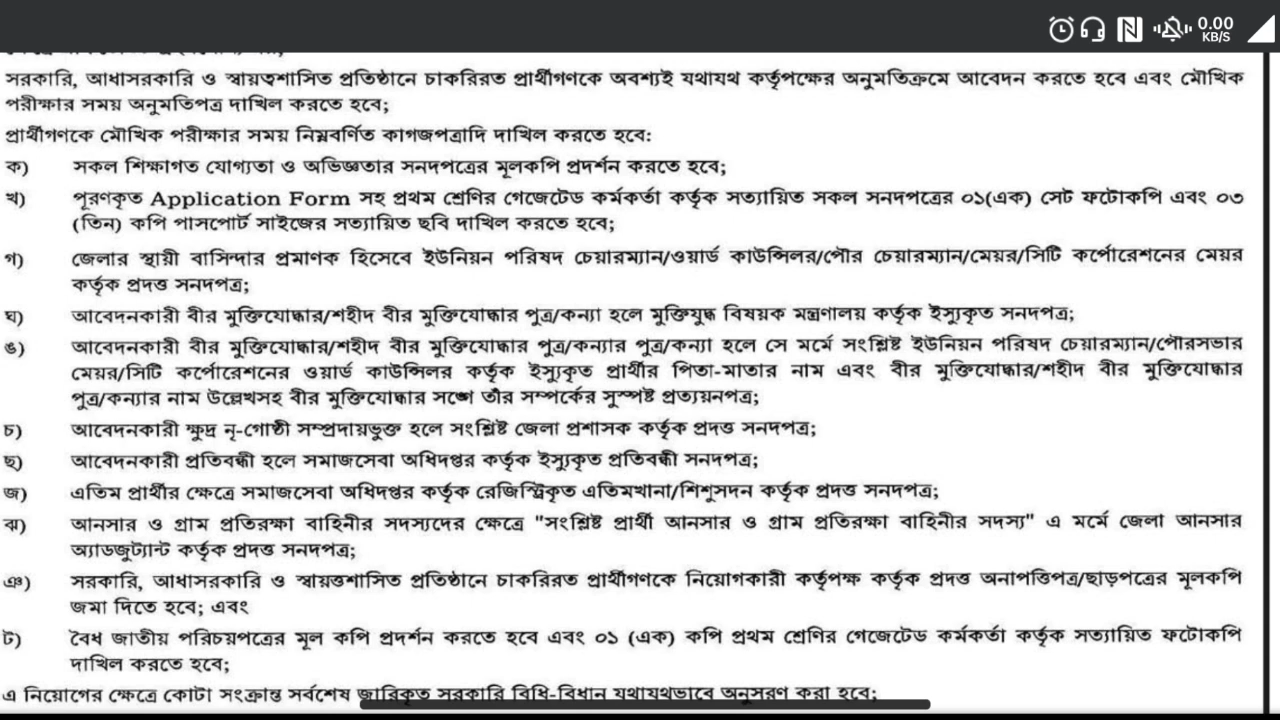 0.00
KB/S
সরকারি, আধাসরকারি ও স্বায়ত্বশাসিত প্রতিষ্ঠানে চাকরিরত প্রার্থীগণকে অবশ্যই যথাযথ কর্তৃপক্ষের অনুমতিক্রমে আবেদন করতে হবে এবং মৌখিক
পরীক্ষার সময় অনুমতিপত্র দাখিল করতে হবে;
প্রার্থীগণকে মৌখিক পরীক্ষার সময় নিম্নবর্ণিত কাগজপত্রাদি দাখিল করতে হবে:
ক) সকল শিক্ষাগত যোগ্যতা ও অভিজ্ঞতার সনদপত্রের মূলকপি প্রদর্শন করতে হবে;
খ) পূরণকৃত Application Form সহ প্রথম শ্রেণির গেজেটেড কর্মকর্তা কর্তৃক সত্যায়িত সকল সনদপত্রের ০১(এক) সেট ফটোকপি এবং ০৩
(তিন) কপি পাসপোর্ট সাইজের সত্যায়িত ছবি দাখিল করতে হবে;
গ) জেলার স্থায়ী বাসিন্দার প্রমাণক হিসেবে ইউনিয়ন পরিষদ চেয়ারম্যান/ওয়ার্ড কাউন্সিলর/পৌর চেয়ারম্যান/মেয়র/সিটি কর্পোরেশনের মেয়র
কর্তৃক প্রদত্ত সনদপত্র;
ঘ) আবেদনকারী বীর মুক্তিযোদ্ধার/শহীদ বীর মুক্তিযোদ্ধার পুত্র/কন্যা হলে মুক্তিযুদ্ধ বিষয়ক মন্ত্রণালয় কর্তৃক ইস্যুকৃত সনদপত্র;
ঙ) আবেদনকারী বীর মুক্তিযোদ্ধার/শহীদ বীর মুক্তিযোদ্ধার পুত্র/কন্যার পুত্র/কন্যা হলে সে মর্মে সংশ্লিষ্ট ইউনিয়ন পরিষদ চেয়ারম্যান/পৌরসভার
মেয়র/সিটি কর্পোরেশনের ওয়ার্ড কাউন্সিলর কর্তৃক ইস্যুকৃত প্রার্থীর পিতা-মাতার নাম এবং বীর মুক্তিযোদ্ধার/শহীদ বীর মুক্তিযোদ্ধার
পুত্র/কন্যার নাম উল্লেখসহ বীর মুক্তিযোদ্ধার সঙ্গে তাঁর সম্পর্কের সুস্পষ্ট প্রত্যয়নপত্র;
চ) আবেদনকারী ক্ষুদ্র নৃ-গোষ্ঠী সম্প্রদায়ভুক্ত হলে সংশ্লিষ্ট জেলা প্রশাসক কর্তৃক প্রদত্ত সনদপত্র;
ছ) আবেদনকারী প্রতিবন্ধী হলে সমাজসেবা অধিদপ্তর কর্তৃক ইস্যুকৃত প্রতিবন্ধী সনদপত্র;
জ) এতিম প্রার্থীর ক্ষেত্রে সমাজসেবা অধিদপ্তর কর্তৃক রেজিস্ট্রিকৃত এতিমখানা/শিশুসদন কর্তৃক প্রদত্ত সনদপত্র;
ঝ) আনসার ও গ্রাম প্রতিরক্ষা বাহিনীর সদস্যদের ক্ষেত্রে "সংশ্লিষ্ট প্রার্থী আনসার ও গ্রাম প্রতিরক্ষা বাহিনীর সদস্য" এ মর্মে জেলা আনসার
অ্যাডজুট্যান্ট কর্তৃক প্রদত্ত সনদপত্র;
ঞ) সরকারি, আধাসরকারি ও স্বায়ত্তশাসিত প্রতিষ্ঠানে চাকরিরত প্রার্থীগণকে নিয়োগকারী কর্তৃপক্ষ কর্তৃক প্রদত্ত অনাপত্তিপত্র/ছাড়পত্রের মূলকপি
জমা দিতে হবে; এবং
ট) বৈধ জাতীয় পরিচয়পত্রের মূল কপি প্রদর্শন করতে হবে এবং ০১ (এক) কপি প্রথম শ্রেণির গেজেটেড কর্মকর্তা কর্তৃক সত্যায়িত ফটোকপি
দাখিল করতে হবে;
এ নিয়োগের ক্ষেত্রে কোটা সংক্রান্ত সর্বশেষ জারিকৃত সরকারি বিধি-বিধান যথাযথভাবে অনুসরণ করা হবে;